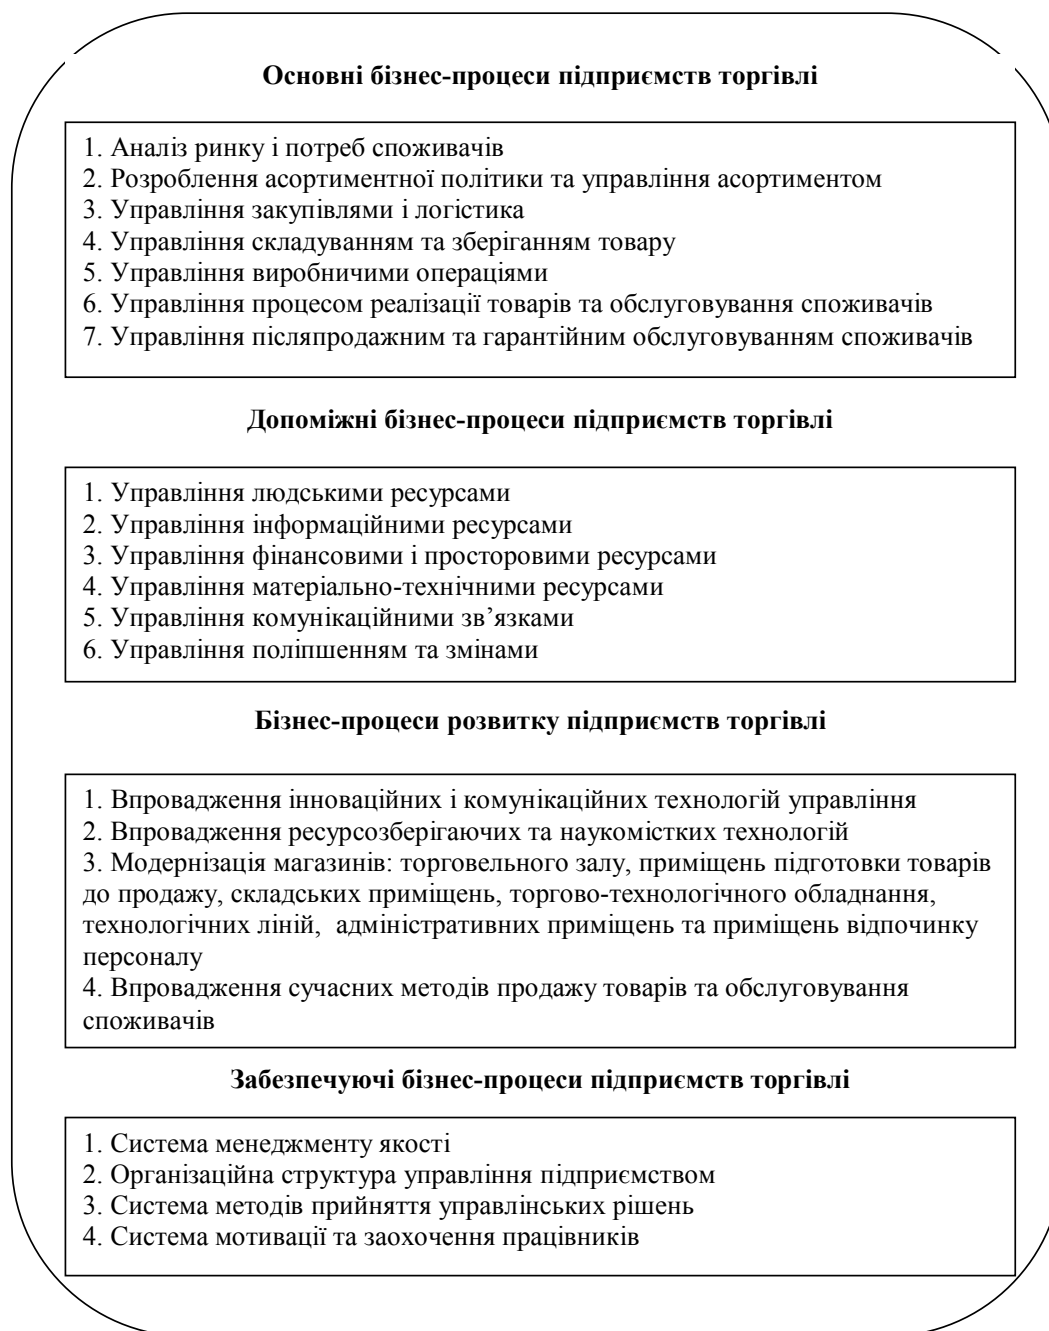 Основні бізнес-процеси підприємств торгівлі
1. Аналіз ринку і потреб споживачів
2. Розроблення асортиментної політики та управління асортиментом
3. Управління закупівлями і логістика
4. Управління складуванням та зберіганням товару
5. Управління виробничими операціями
6. Управління процесом реалізації товарів та обслуговування споживачів
7. Управління післяпродажним та гарантійним обслуговуванням споживачів
Допоміжні бізнес-процеси підприємств торгівлі
1. Управління людськими ресурсами
2. Управління інформаційними ресурсами
3. Управління фінансовими і просторовими ресурсами
4. Управління матеріально-технічними ресурсами
5. Управління комунікаційними зв’язками
6. Управління поліпшенням та змінами
Бізнес-процеси розвитку підприємств торгівлі
1. Впровадження інноваційних і комунікаційних технологій управління
2. Впровадження ресурсозберігаючих та наукомістких технологій
3. Модернізація магазинів: торговельного залу, приміщень підготовки товарів
до продажу, складських приміщень, торгово-технологічного обладнання,
технологічних ліній,  адміністративних приміщень та приміщень відпочинку
персоналу
4. Впровадження сучасних методів продажу товарів та обслуговування
споживачів
Забезпечуючі бізнес-процеси підприємств торгівлі
1. Система менеджменту якості
2. Організаційна структура управління підприємством
3. Система методів прийняття управлінських рішень
4. Система мотивації та заохочення працівників